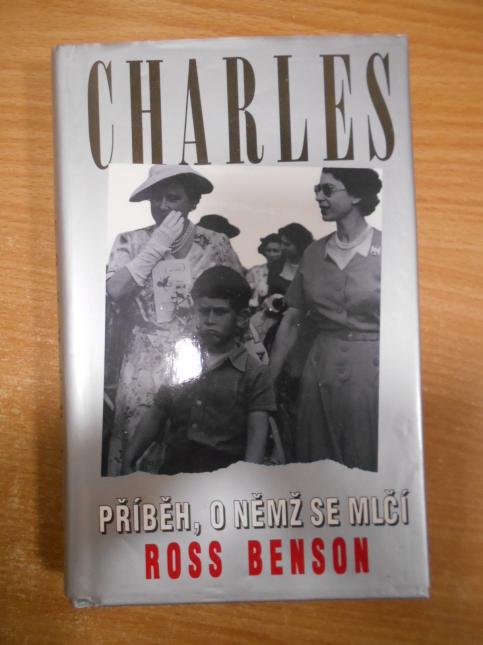 CHARLES
PŘÍBĚH, O NĚMŽ SE MLČÍ
ROSS BENSON